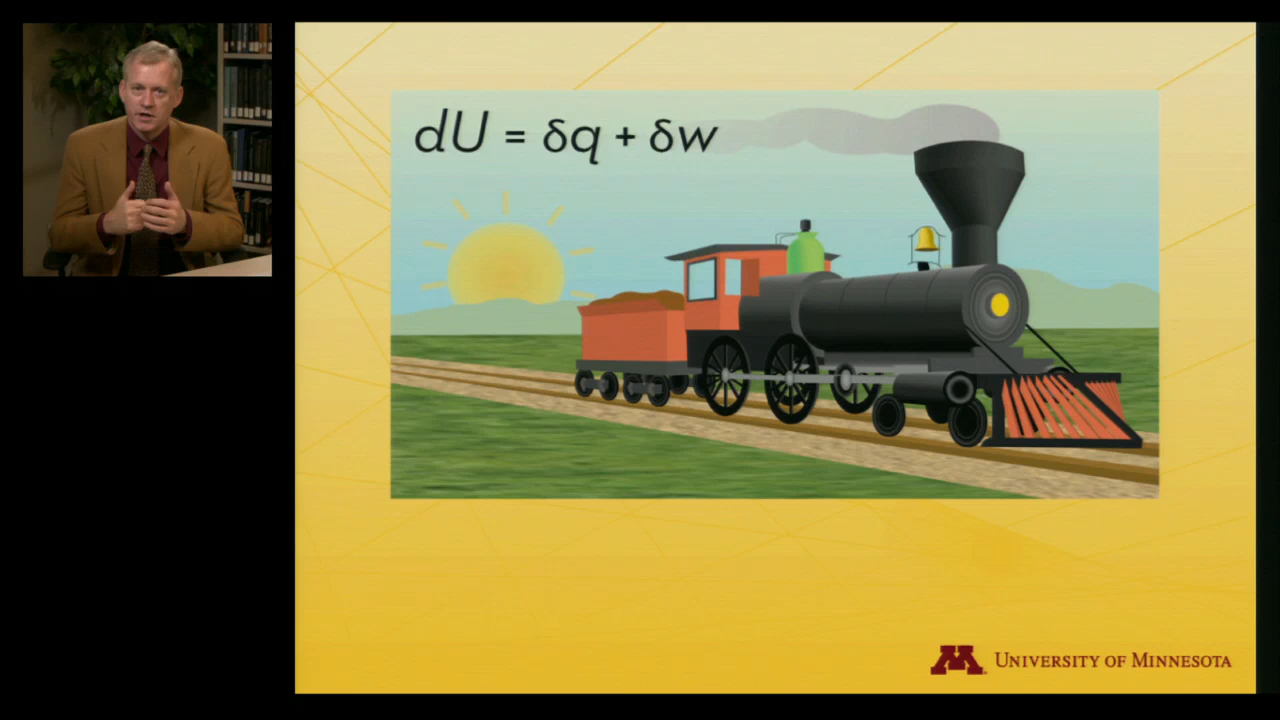 dU = δq + δw
UNIVERSITY OF MINNESOTA